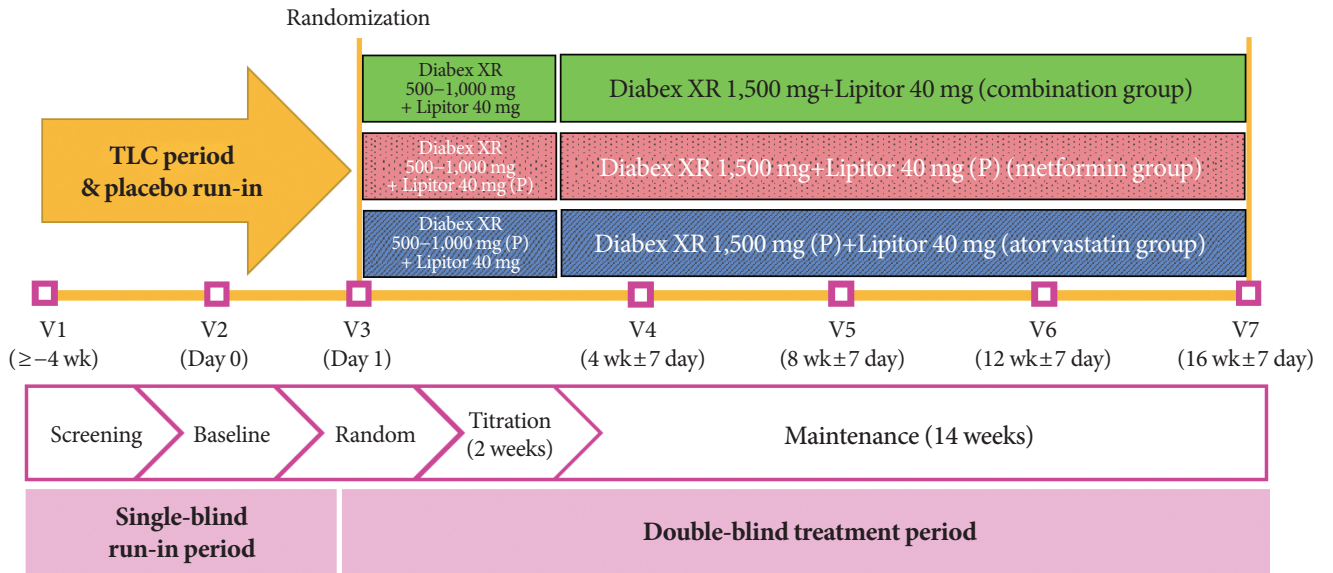 Randomization
Diabex XR
500–1,000 mg
+ Lipitor 40 mg
Diabex XR 1,500 mg+Lipitor 40 mg (combination group)
TLC period
& placebo run-in
Diabex XR
500–1,000 mg
+ Lipitor 40 mg (P)
Diabex XR 1,500 mg+Lipitor 40 mg (P) (metformin group)
Diabex XR
500–1,000 mg (P)
+ Lipitor 40 mg
Diabex XR 1,500 mg (P)+Lipitor 40 mg (atorvastatin group)
V1
(≥−4 wk)
V2
(Day 0)
V3
(Day 1)
V4
(4 wk±7 day)
V5
(8 wk±7 day)
V6
(12 wk±7 day)
V7
(16 wk±7 day)
Screening
Baseline
Random
Titration
(2 weeks)
Maintenance (14 weeks)
Single-blind
run-in period
Double-blind treatment period